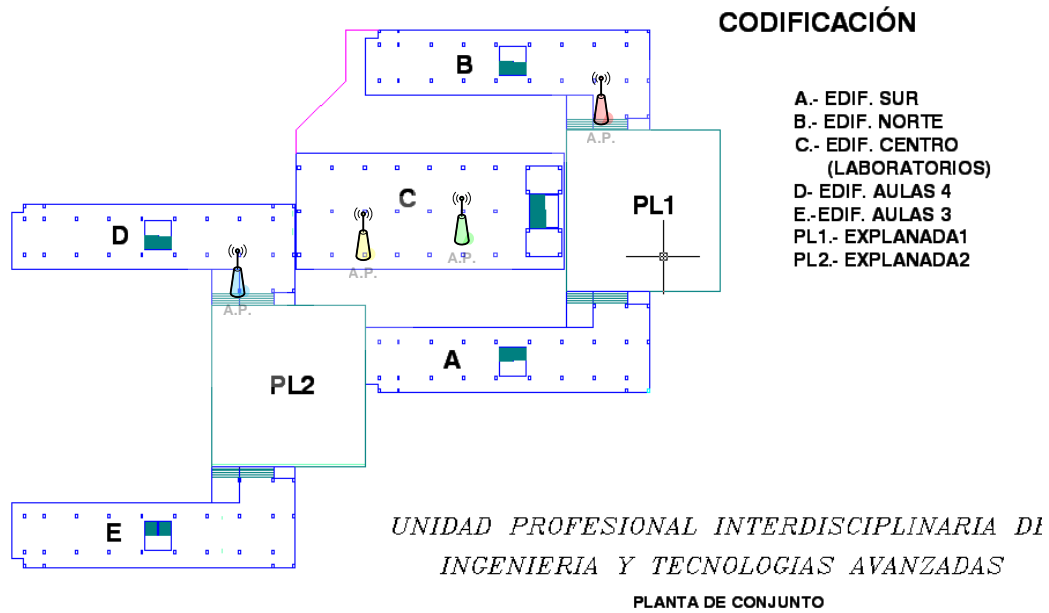 CODIFICACIÓN
B
A.P.
A.- EDIF. SUR
B.- EDIF. NORTE
C.- EDIF. CENTRO
(LABORATORIOS)
D- EDIF. AULAS 4
E.-EDIF. AULAS 3
PL1.- EXPLANADA1
PL2.- EXPLANADA2
C
PL1
D
A.P.
A.P.
A.P.
A
PL2
E
UNIDAD PROFESIONAL INTERDISCIPLINARIA DE
INGENIERIA Y TECNOLOGIAS AVANZADAS
PLANTA DE CONJUNTO